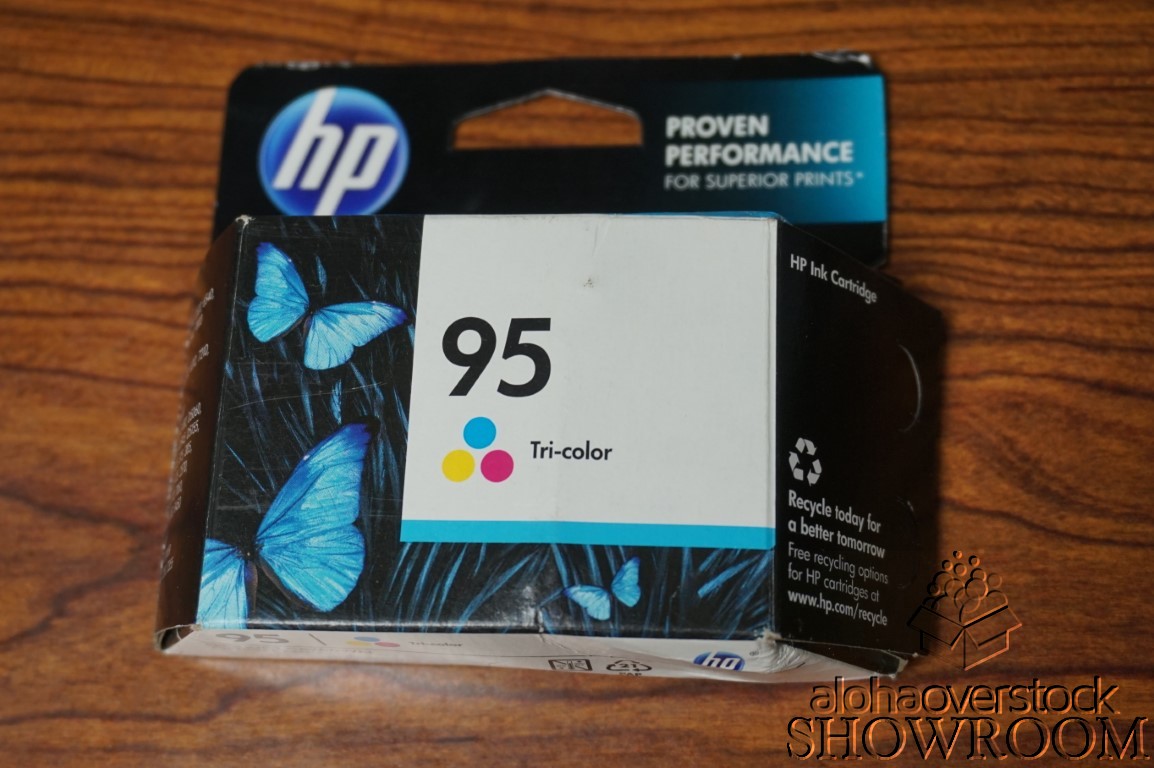 hp
PROVEN
PERFORMANCE
FOR SUPERIOR PRINTS™
HP Ink Cartridge
95
Tri-color
Recycle today for
a better tomorrow
Free recycling options
for HP cartridges at
www.hp.com/recycle
95 | Tri-color
hp
alohaoverstock
SHOWROOM